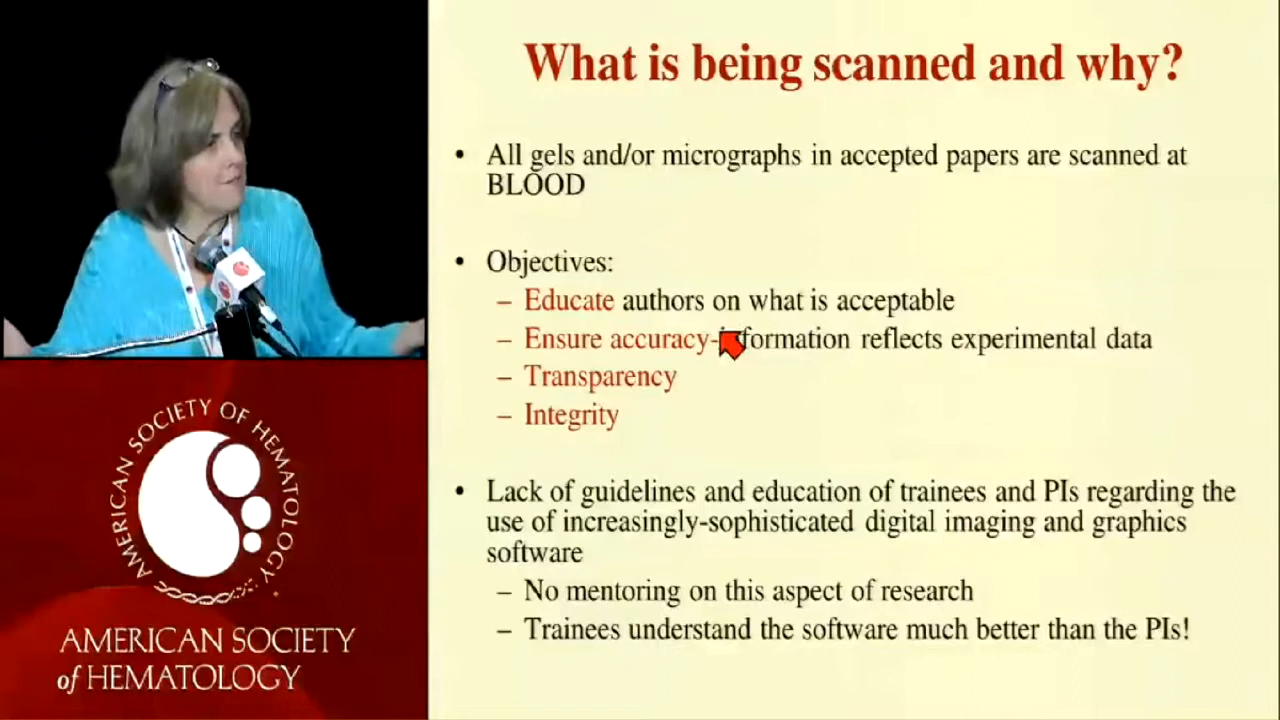 What is being scanned and why?
• All gels and/or micrographs in accepted papers are scanned at
BLOOD
• Objectives:
– Educate authors on what is acceptable
– Ensure accuracy- formation reflects experimental data
– Transparency
– Integrity
• Lack of guidelines and education of trainees and PIs regarding the
use of increasingly-sophisticated digital imaging and graphics
software
– No mentoring on this aspect of research
– Trainees understand the software much better than the PIs!
AMERICAN SOCIETY OF HEMATOLOGY
AMERICAN SOCIETY
of HEMATOLOGY